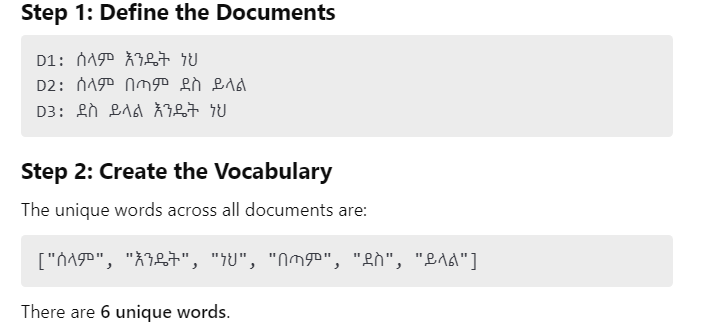 Step 1: Define the Documents
D1: ሰላም እንዴት ነህ
D2: ሰላም በጣም ደስ ይላል
D3: ደስ ይላል እንዴት ነህ
Step 2: Create the Vocabulary
The unique words across all documents are:
["ሰላም", "እንዴት", "ነህ", "በጣም", "ደስ", "ይላል"]
There are 6 unique words.